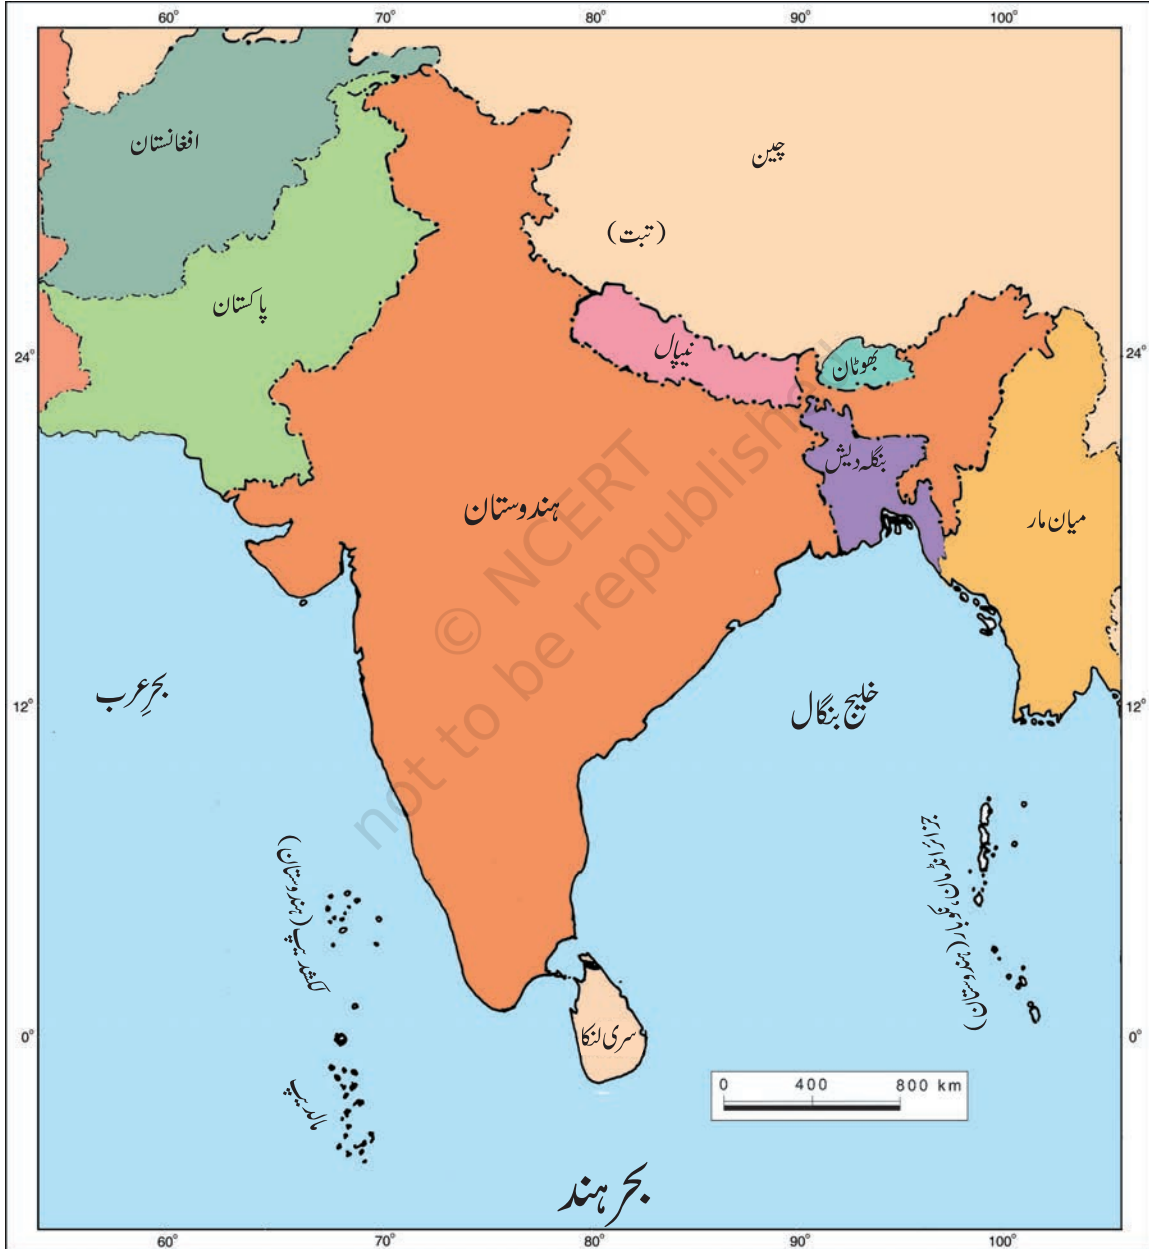 60° 70° 80° 90° 100°
افغانستان
چین
(تبت)
پاکستان
24° 24°
نیپال
بھوٹان
بنگلہ دیش
ہندوستان
میان مار
© NCERT
not to be republished
بحرِ عرب
خلیج بنگال
12° 12°
جزائر انڈمان، نکوبار (ہندوستان)
لکشدیپ (ہندوستان)
0° 0°
سری لنکا
مالدیپ
0 400 800 km
بحر ہند
60° 70° 80° 90° 100°